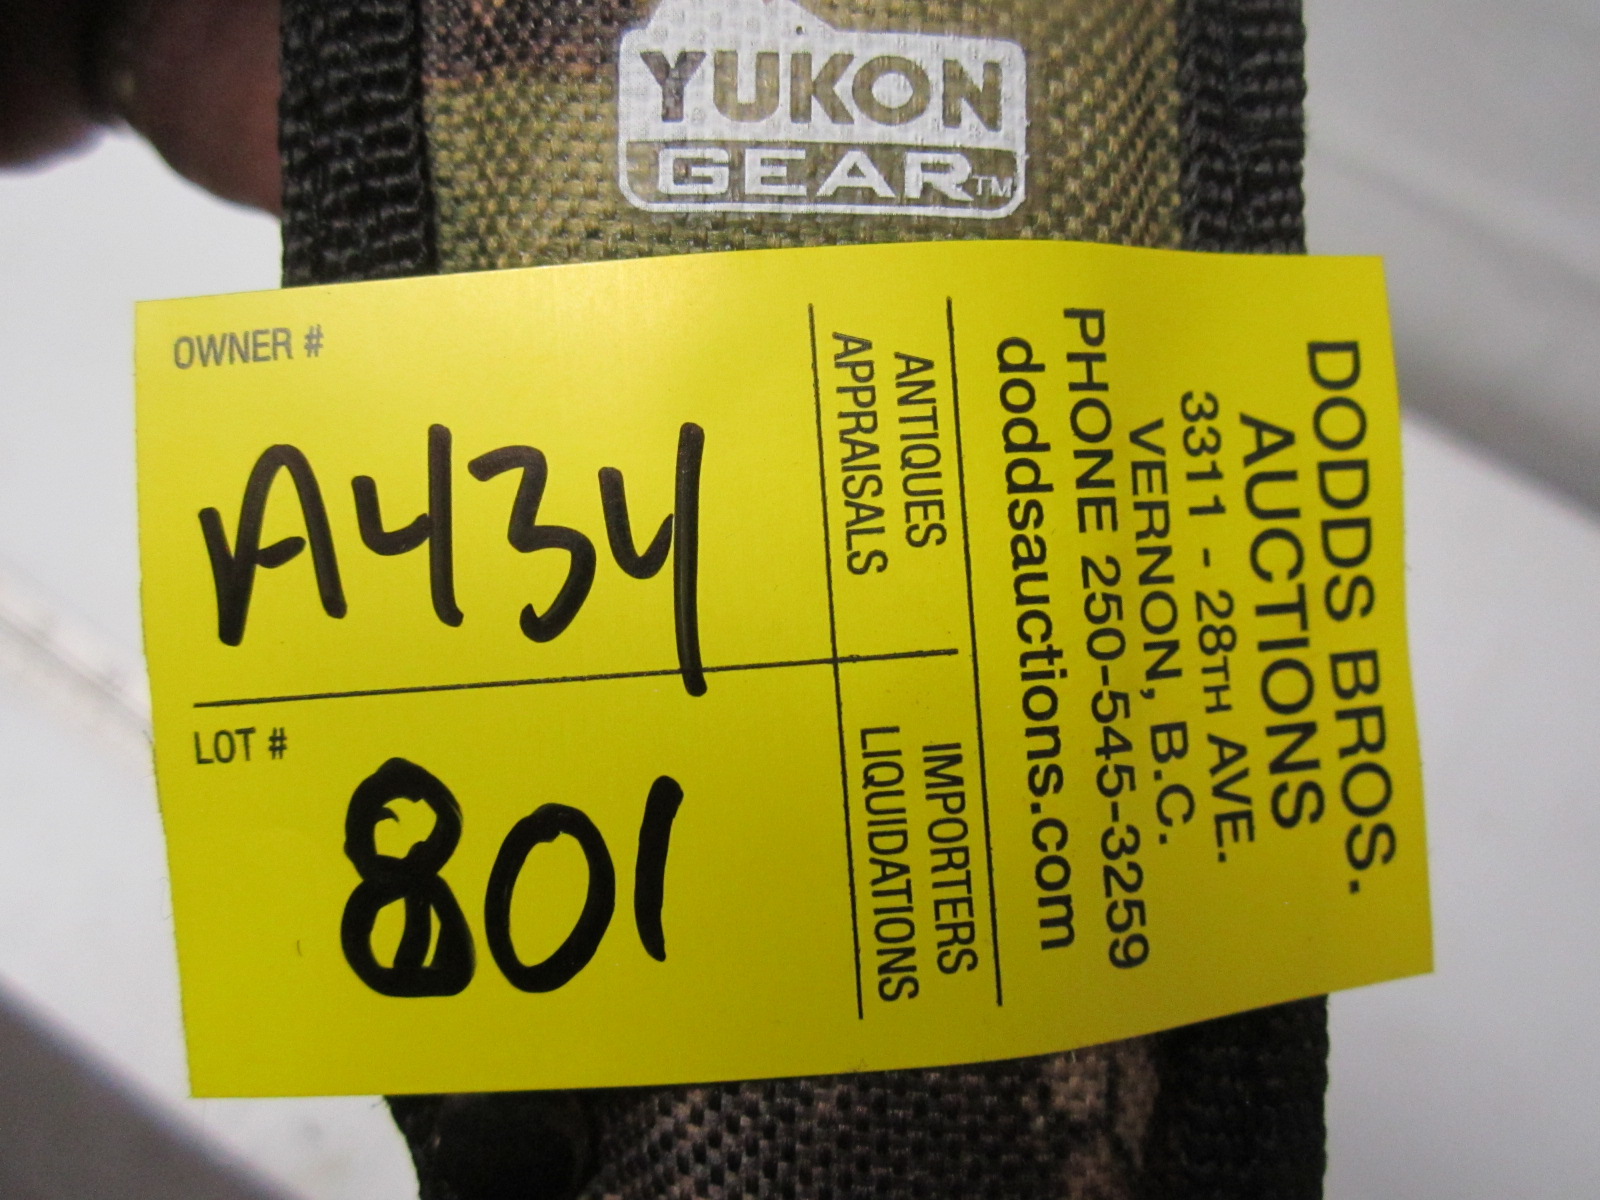 YUKON
GEAR™
OWNER #
A434
LOT #
801
ANTIQUES
APPRAISALS
IMPORTERS
LIQUIDATIONS
DODDS BROS.
AUCTIONS
3311 - 28TH AVE.
VERNON, B.C.
PHONE 250-545-3259
doddsauctions.com